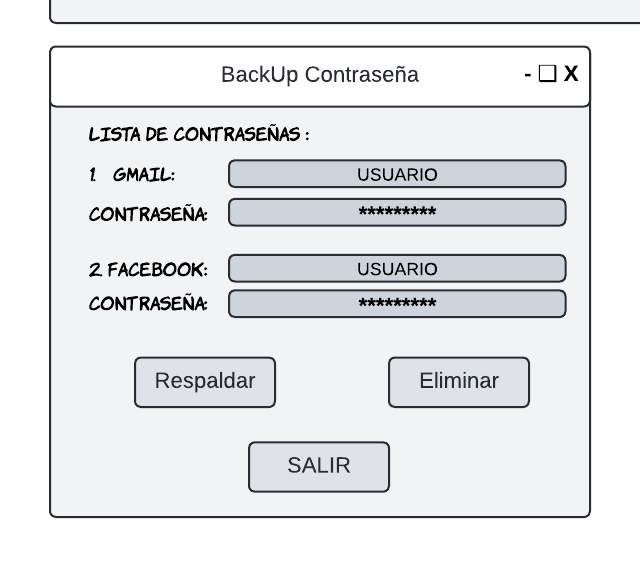 BackUp Contraseña
- ❑ X
LISTA DE CONTRASEÑAS :
1. GMAIL: USUARIO
CONTRASEÑA: *********
2. FACEBOOK: USUARIO
CONTRASEÑA: *********
Respaldar Eliminar
SALIR